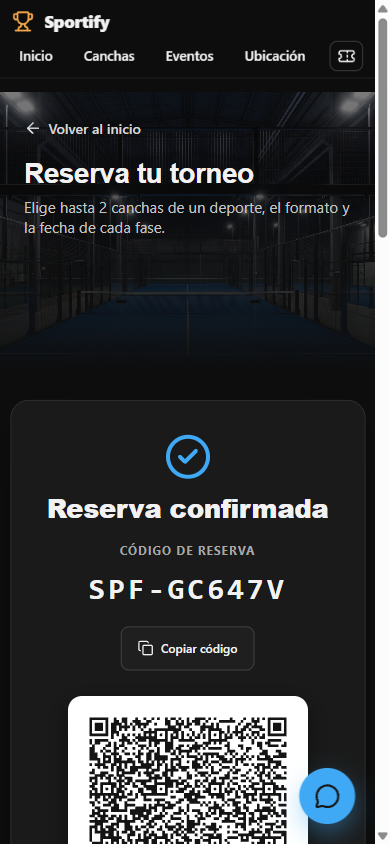 Sportify
Inicio Canchas Eventos Ubicación
Volver al inicio
Reserva tu torneo
Elige hasta 2 canchas de un deporte, el formato y
la fecha de cada fase.
Reserva confirmada
CÓDIGO DE RESERVA
SPF-GC647V
Copiar código